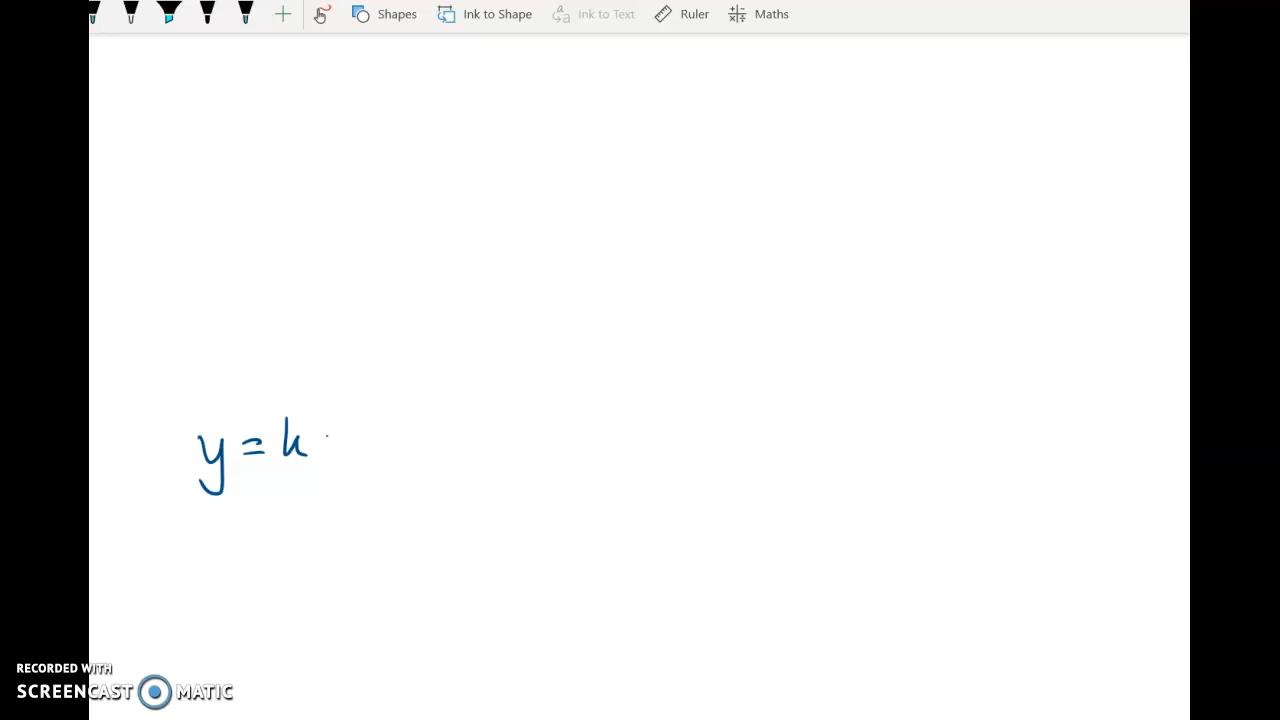 Shapes Ink to Shape Ink to Text Ruler Maths
y = k
RECORDED WITH
SCREENCAST MATIC